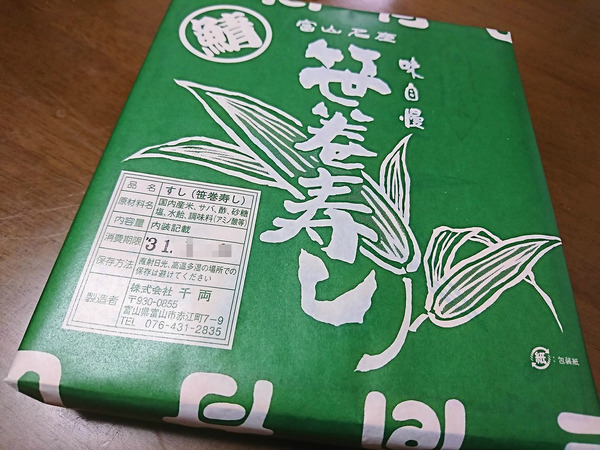 鯖
富山名産
味自慢
笹巻寿し
品名 すし(笹巻寿し)
原材料名 国内産米、サバ、酢、砂糖
塩、水飴、調味料(アミノ酸等)
内容量 内装記載
消費期限 31.
保存方法 直射日光、高温多湿の場所での
保存は避けてください
製造者 株式会社 千両
〒930-0855
富山県富山市赤江町7-9
TEL 076-431-2835
紙 :包装紙